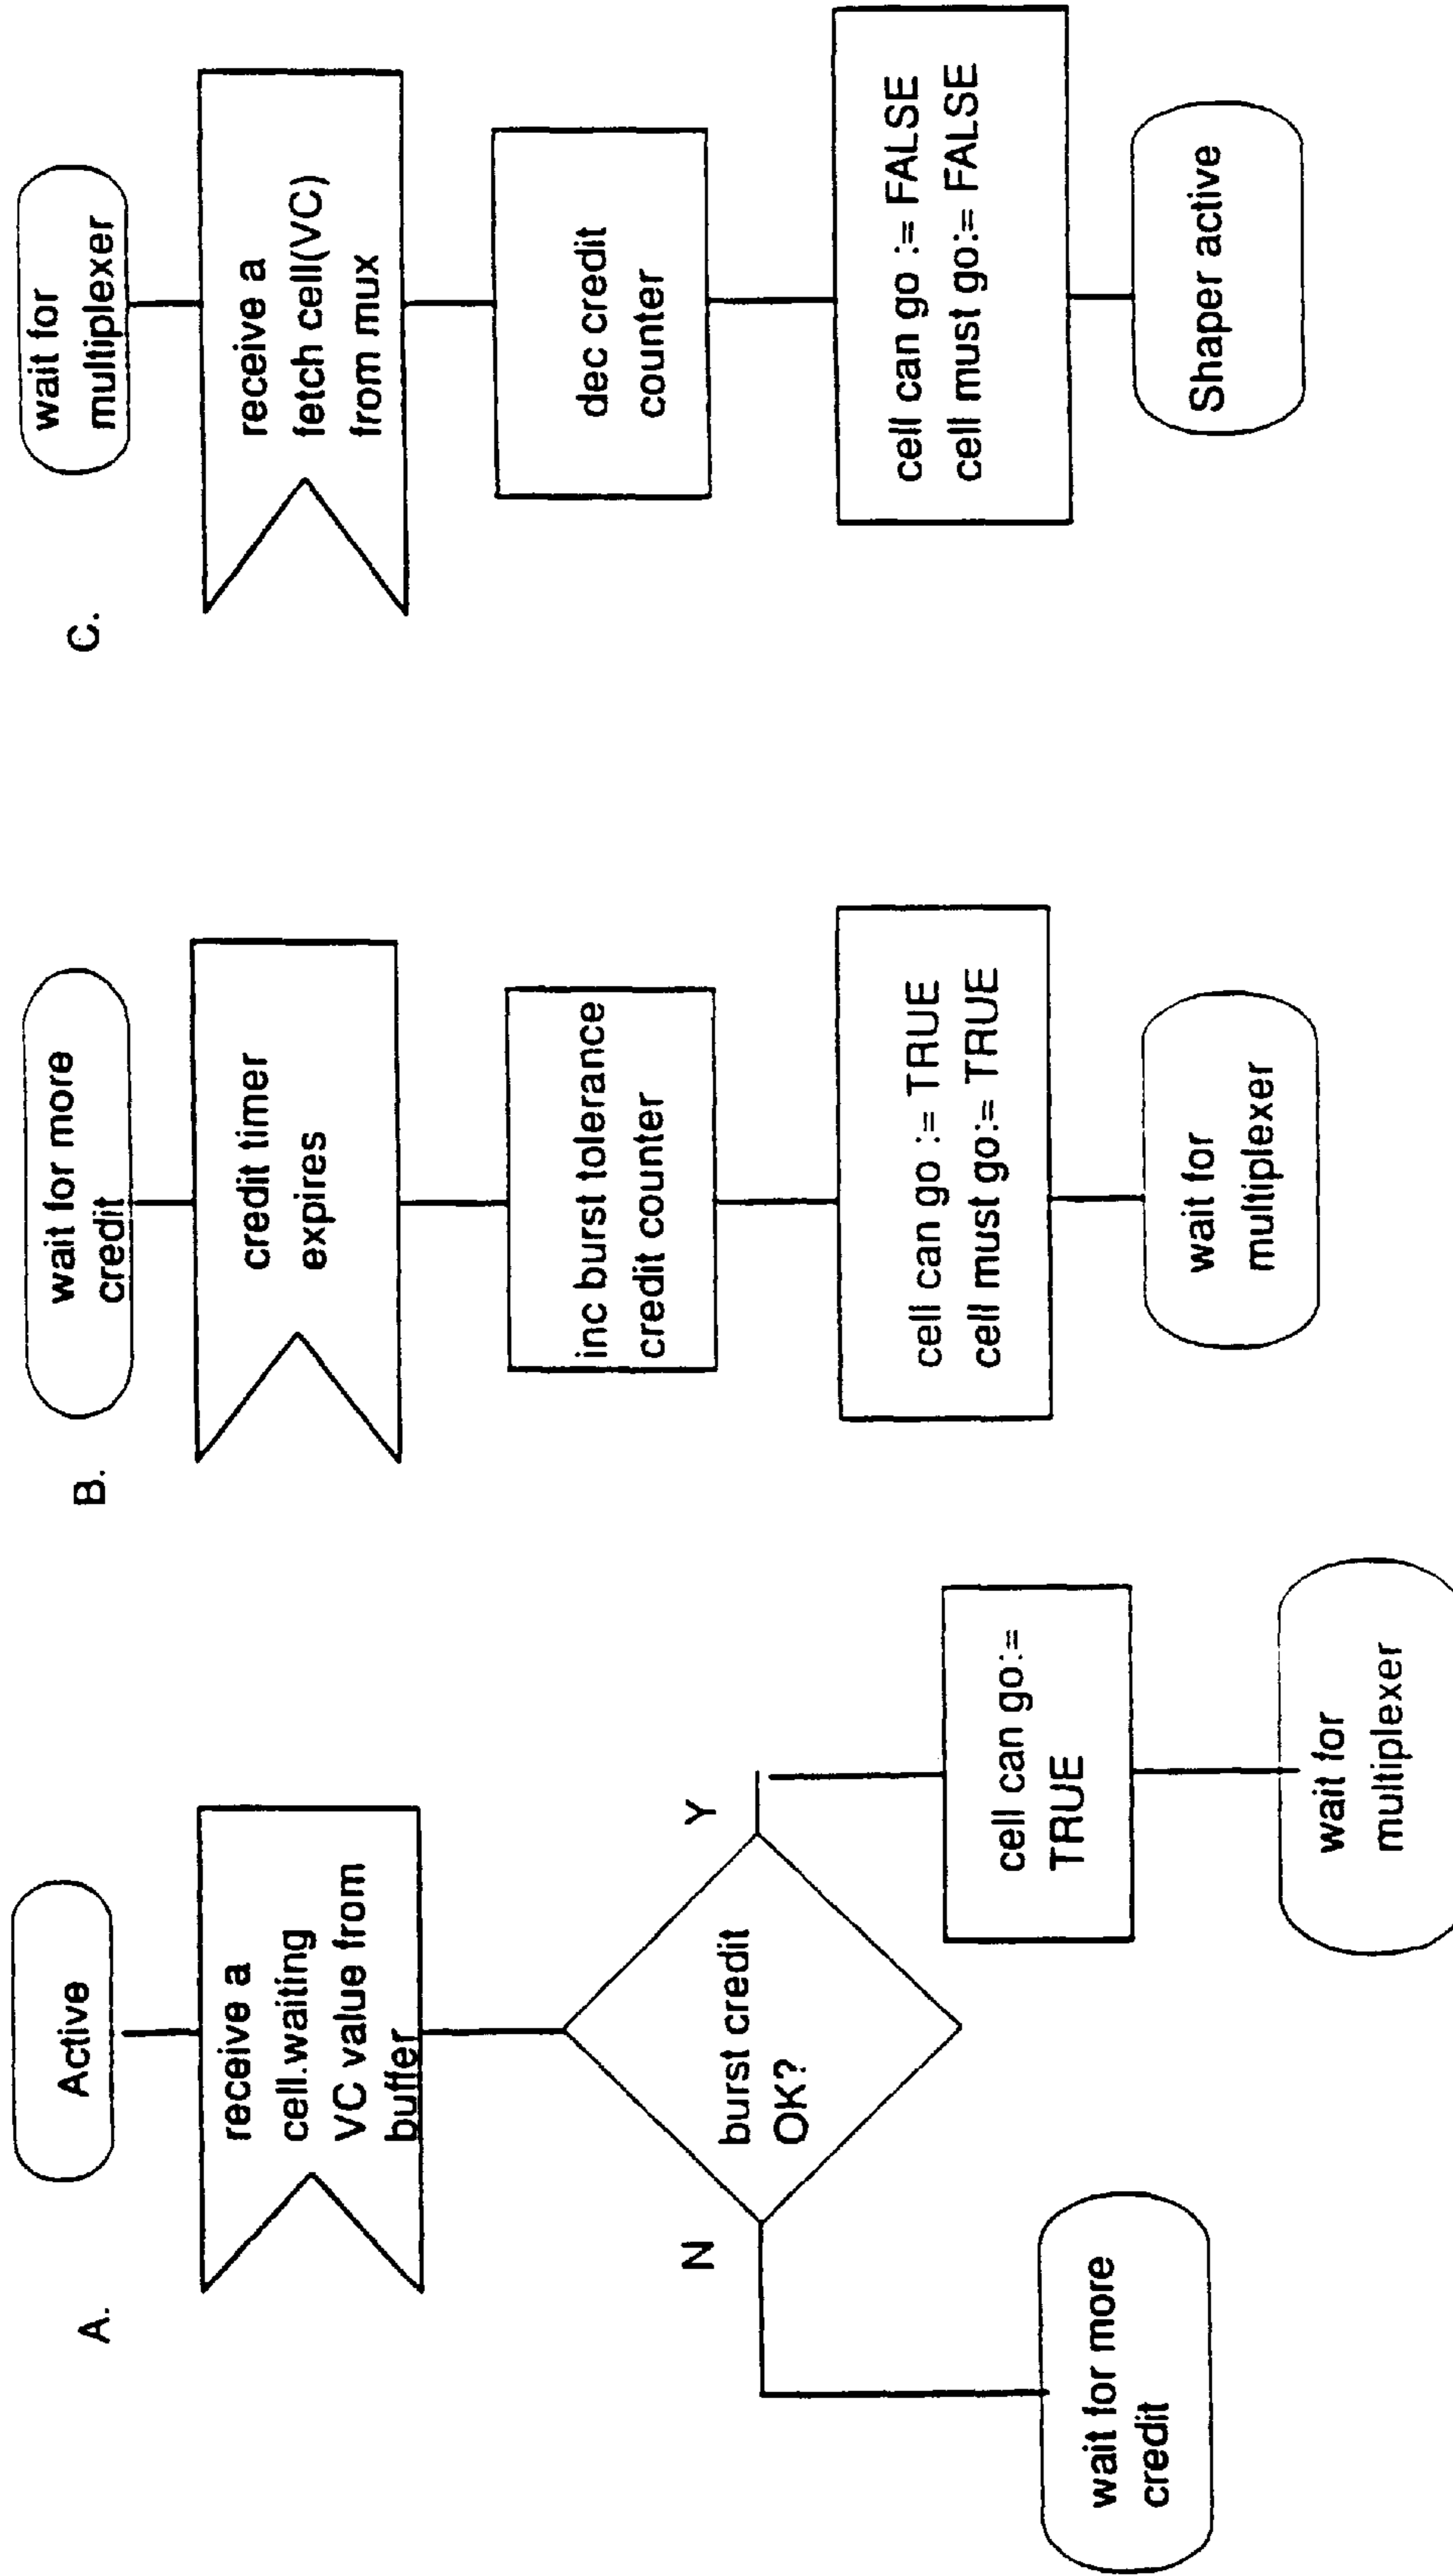 A.
Active
receive a
cell.waiting
VC value from
buffer
burst credit
OK?
N
Y
wait for more
credit
cell can go:=
TRUE
wait for
multiplexer
B.
wait for more
credit
credit timer
expires
inc burst tolerance
credit counter
cell can go := TRUE
cell must go:= TRUE
wait for
multiplexer
C.
wait for
multiplexer
receive a
fetch cell(VC)
from mux
dec credit
counter
cell can go := FALSE
cell must go:= FALSE
Shaper active